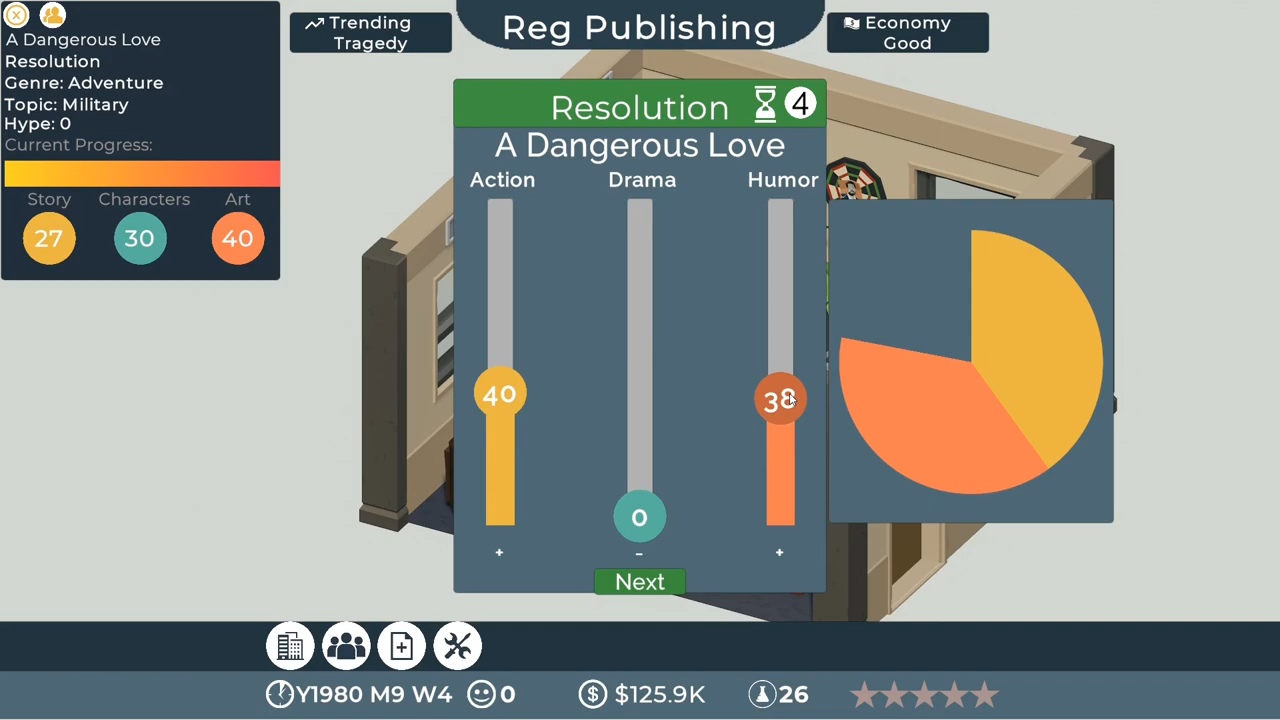 A Dangerous Love
Resolution
Genre: Adventure
Topic: Military
Hype: 0
Current Progress:
Story Characters Art
27 30 40
Trending
Tragedy
Reg Publishing
Economy
Good
Resolution 4
A Dangerous Love
Action Drama Humor
40 0 38
+ - +
Next
Y1980 M9 W4 0 $125.9K 26